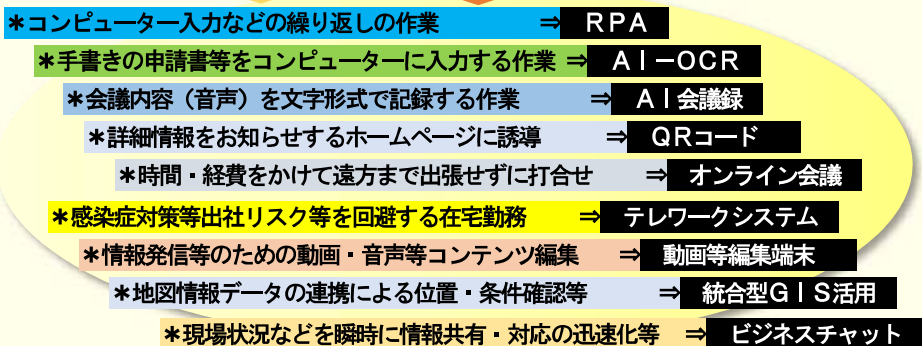 ＊コンピューター入力などの繰り返しの作業 ⇒ ＲＰＡ
＊手書きの申請書等をコンピューターに入力する作業 ⇒ ＡＩ－ＯＣＲ
＊会議内容（音声）を文字形式で記録する作業 ⇒ ＡＩ会議録
＊詳細情報をお知らせするホームページに誘導 ⇒ ＱＲコード
＊時間・経費をかけて遠方まで出張せずに打合せ ⇒ オンライン会議
＊感染症対策等出社リスク等を回避する在宅勤務 ⇒ テレワークシステム
＊情報発信等のための動画・音声等コンテンツ編集 ⇒ 動画等編集端末
＊地図情報データの連携による位置・条件確認等 ⇒ 統合型ＧＩＳ活用
＊現場状況などを瞬時に情報共有・対応の迅速化等 ⇒ ビジネスチャット